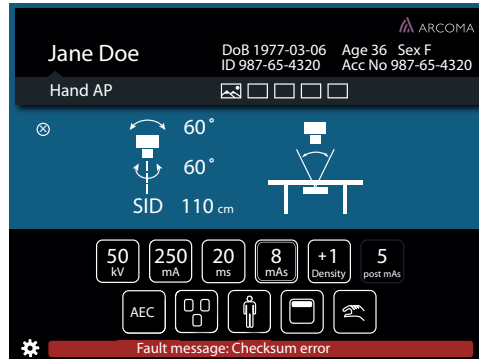 ARCOMA
Jane Doe
DoB 1977-03-06 Age 36 Sex F
ID 987-65-4320 Acc No 987-65-4320
Hand AP
60°
60°
SID 110 cm
50 kV
250 mA
20 ms
8 mAs
+1 Density
5 post mAs
AEC
Fault message: Checksum error